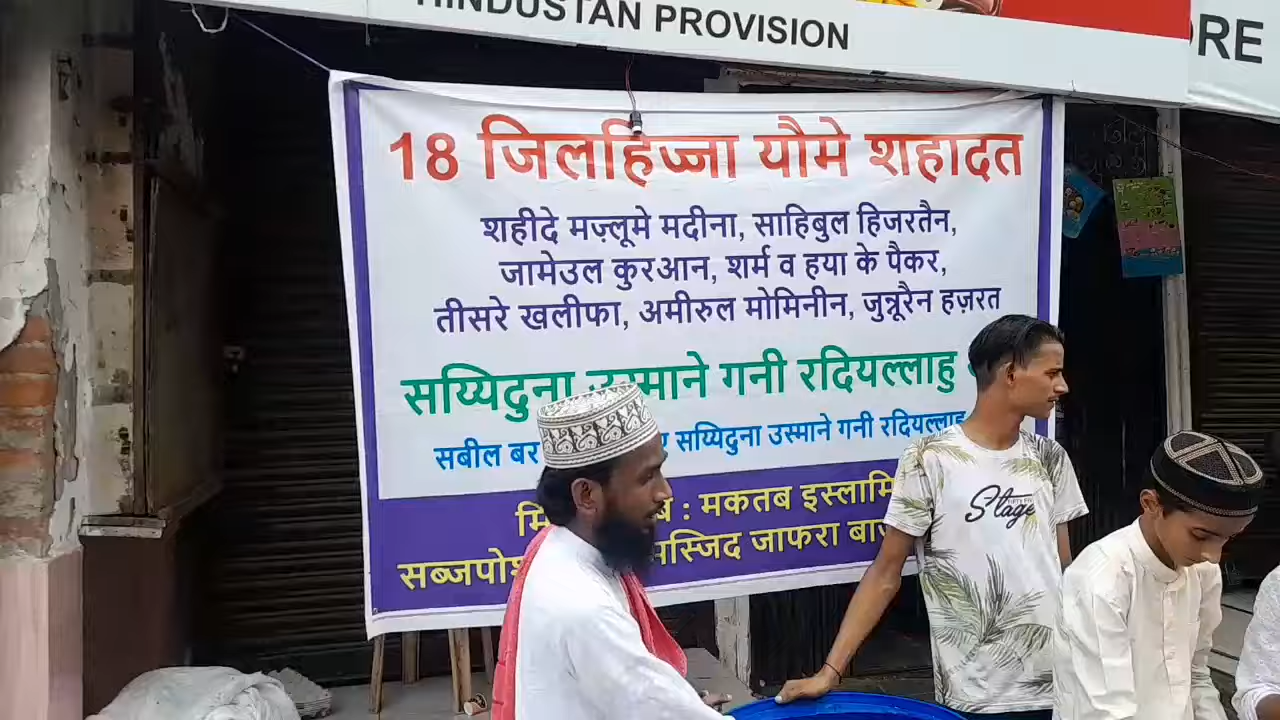 HINDUSTAN PROVISION
ORE
18 जिलहिज्जा यौमे शहादत
शहीदे मज़्लूमे मदीना, साहिबुल हिजरतैन,
जामेउल कुरआन, शर्म व हया के पैकर,
तीसरे खलीफा, अमीरुल मोमिनीन, जुन्नूरैन हज़रत
सय्यिदुना उस्माने गनी रदियल्लाहु
सबील बर सय्यिदुना उस्माने गनी रदियल्लाहु
: मकतब इस्लामि
मस्जिद जाफरा
Stage